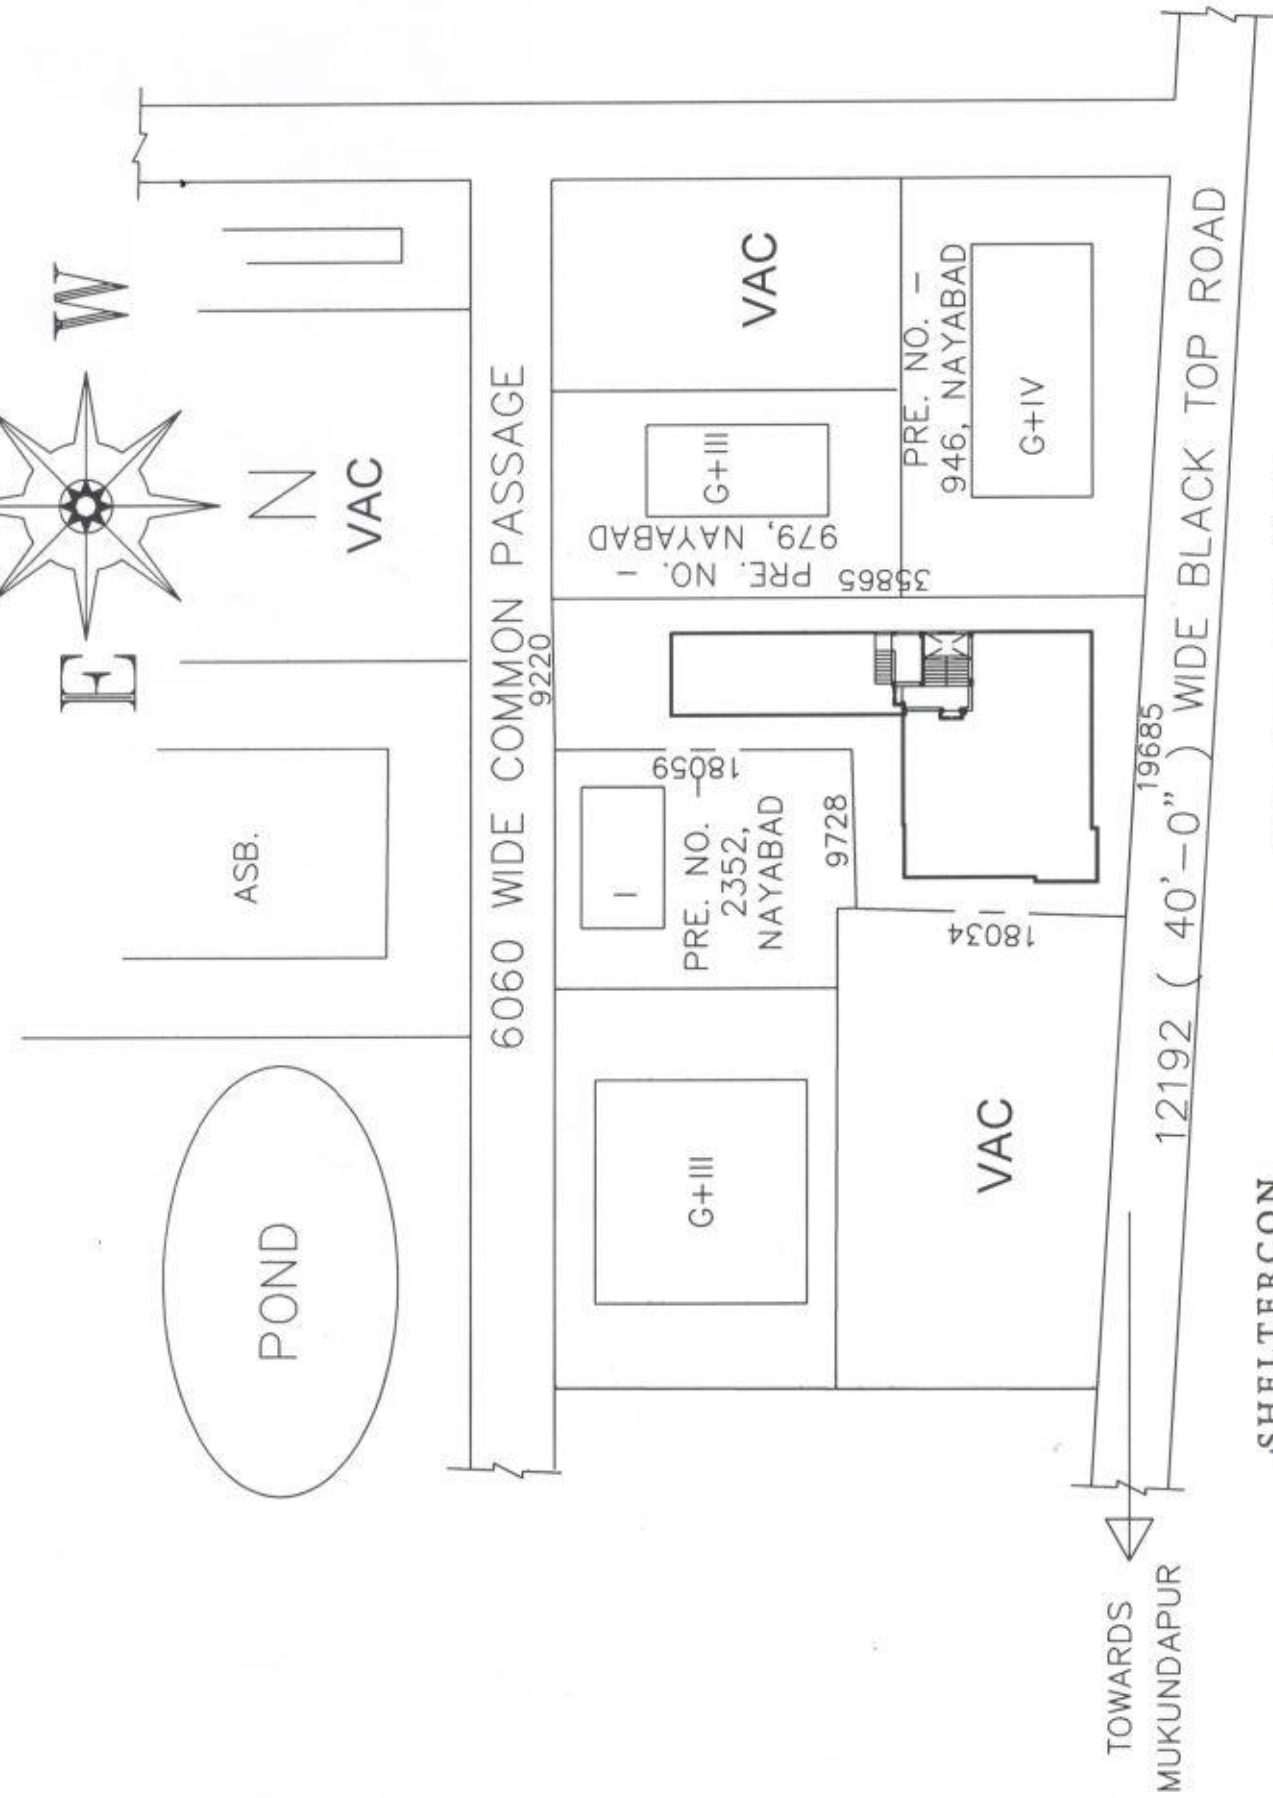 W
N
E
VAC
ASB.
POND
6060 WIDE COMMON PASSAGE
9220
VAC
G+III
PRE. NO. –
979, NAYABAD
35865
PRE. NO. –
946, NAYABAD
G+IV
I
18059
PRE. NO. –
2352,
NAYABAD
9728
G+III
VAC
18034
19685
12192 ( 40'–0" ) WIDE BLACK TOP ROAD
TOWARDS
MUKUNDAPUR